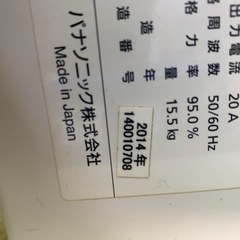 出力電流 20 A
周波数 50/60 Hz
格力率 95.0 %
量 15.5 kg
造年 2014年
造番号 140010708
パナソニック株式会社
Made in Japan